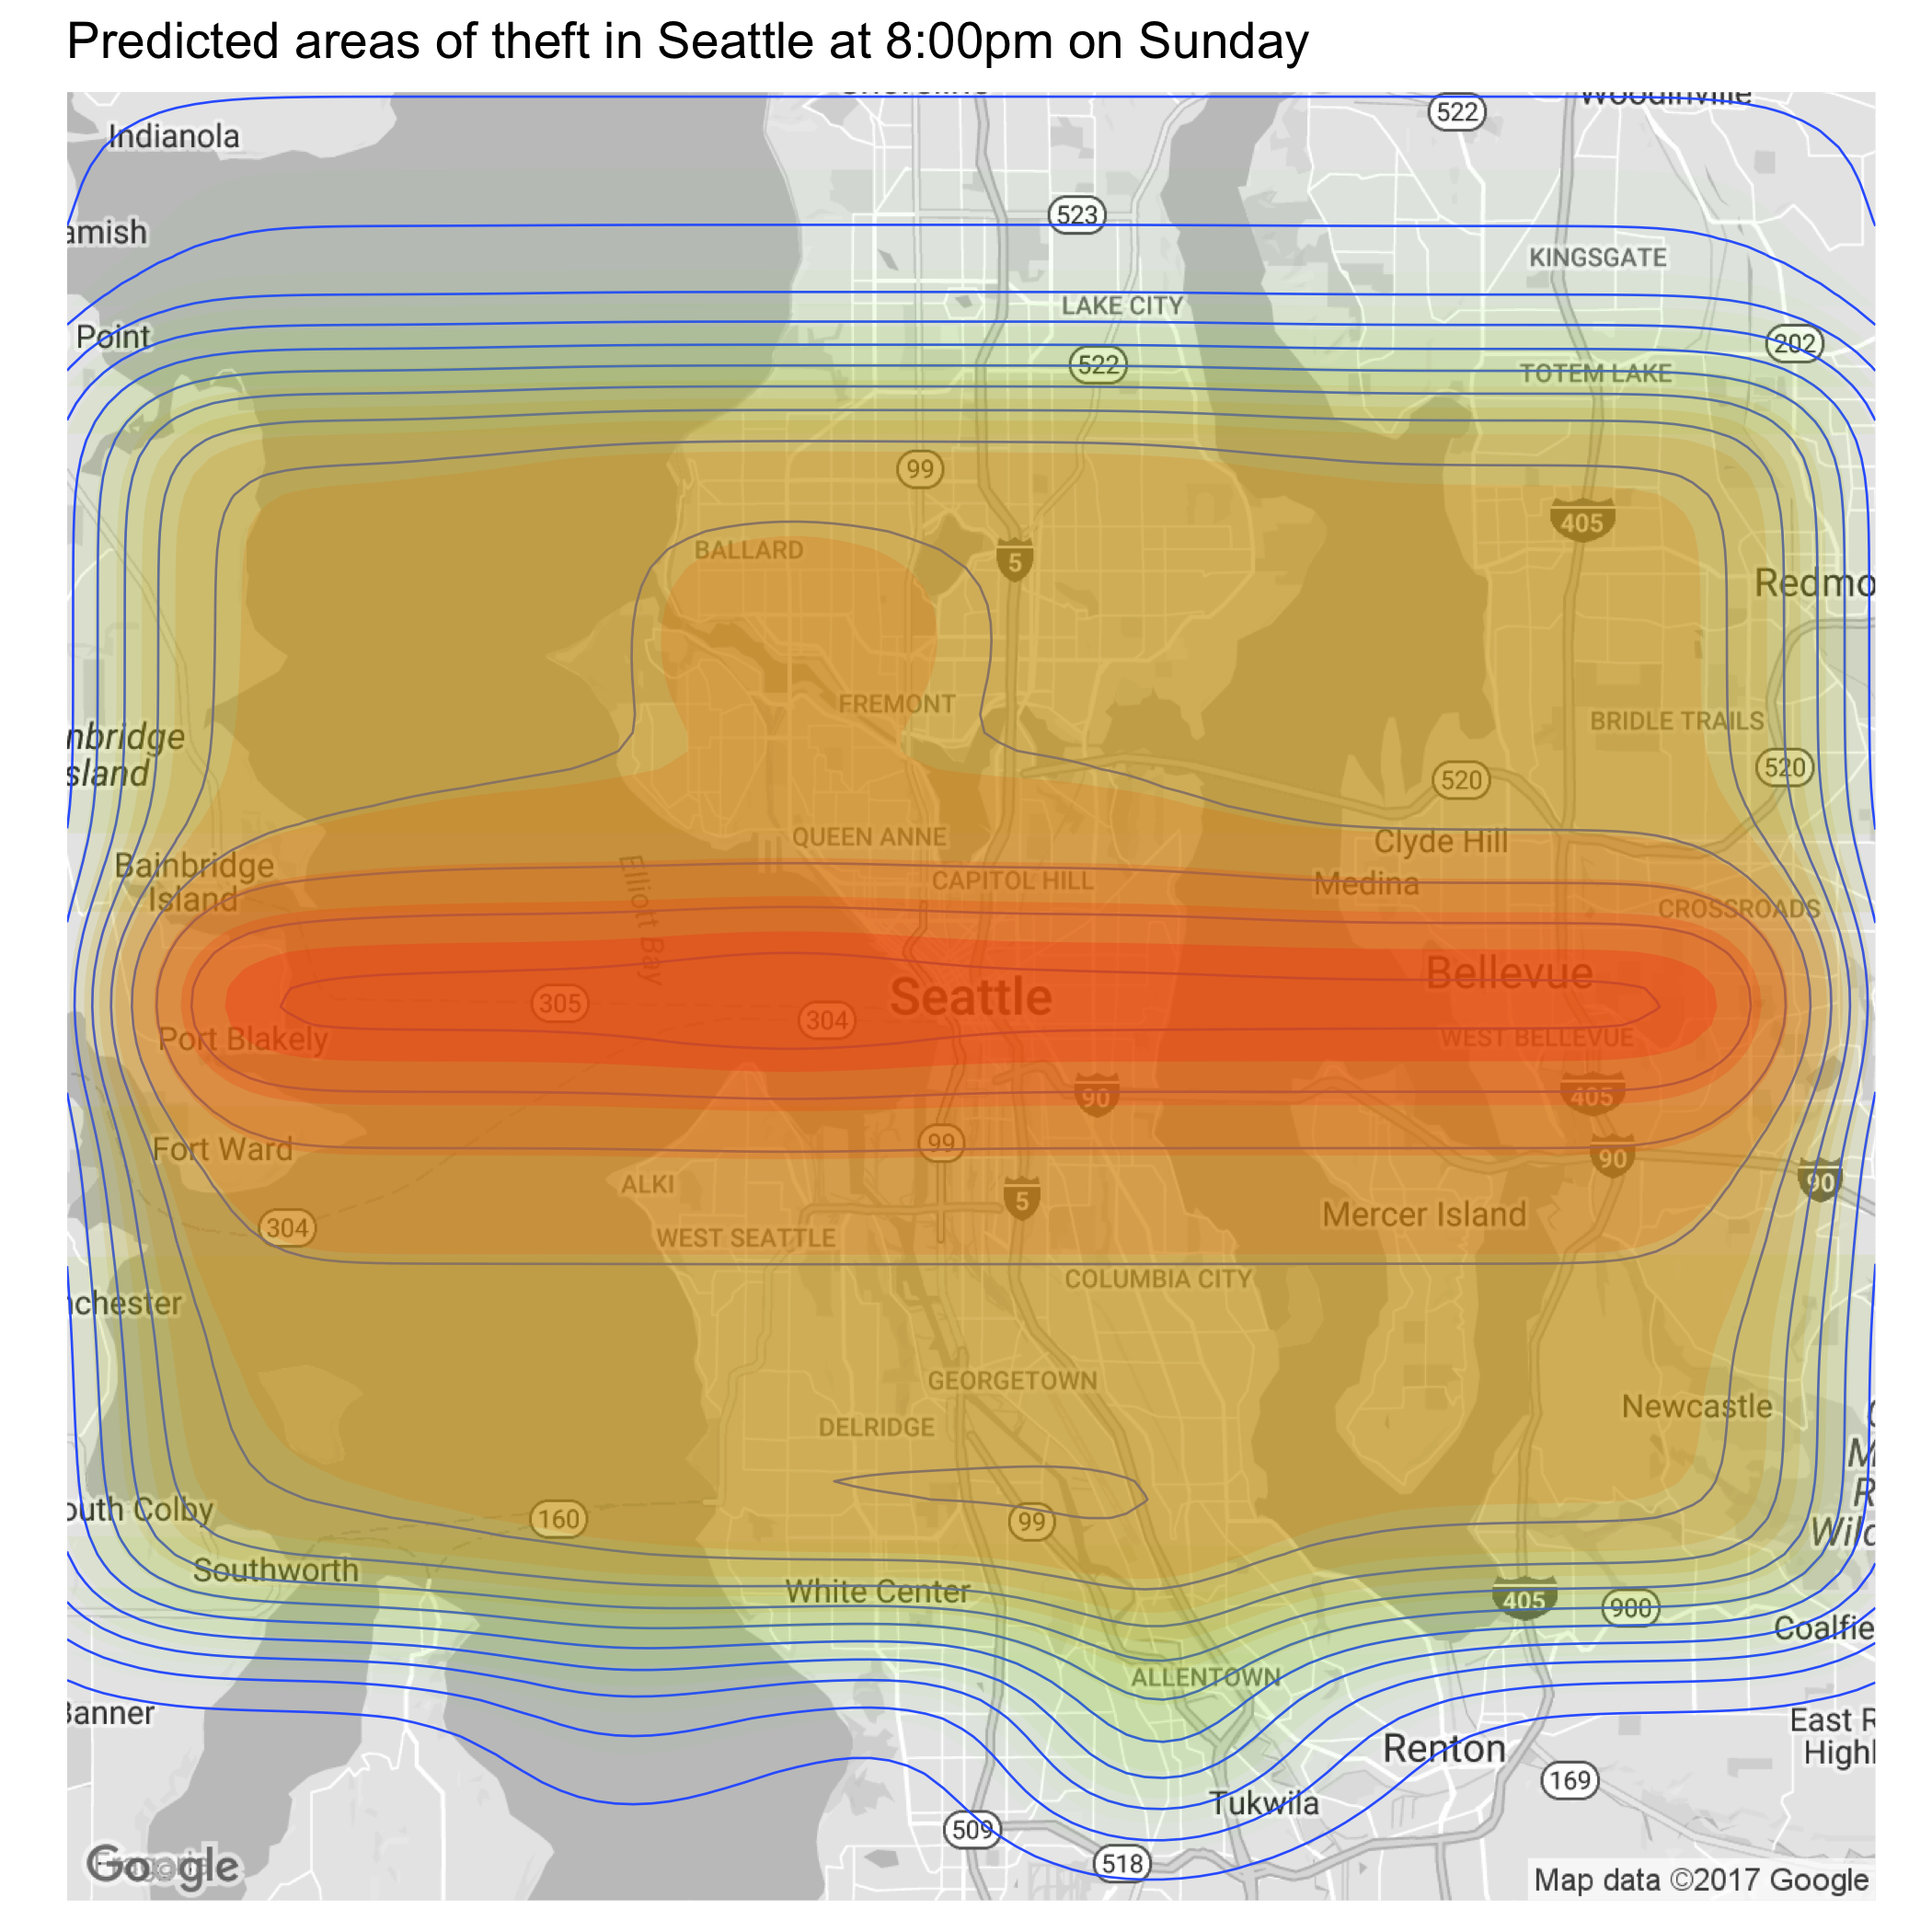 Predicted areas of theft in Seattle at 8:00pm on Sunday
Woodinville
522
Indianola
523
amish
KINGSGATE
LAKE CITY
Point
202
522
TOTEM LAKE
99
405
BALLARD
5
Redmo
FREMONT
BRIDLE TRAILS
nbridge
sland
520
520
QUEEN ANNE
Clyde Hill
Bainbridge
Island
Elliott Bay
CAPITOL HILL
Medina
CROSSROADS
Bellevue
Seattle
305
304
Port Blakely
WEST BELLEVUE
90
405
Fort Ward
99
90
ALKI
5
90
304
WEST SEATTLE
Mercer Island
COLUMBIA CITY
nchester
GEORGETOWN
Newcastle
DELRIDGE
M
R
Wild
outh Colby
160
99
Southworth
White Center
405
900
Coalfie
ALLENTOWN
Banner
East R
Highl
Renton
169
Tukwila
509
518
Google
Map data ©2017 Google